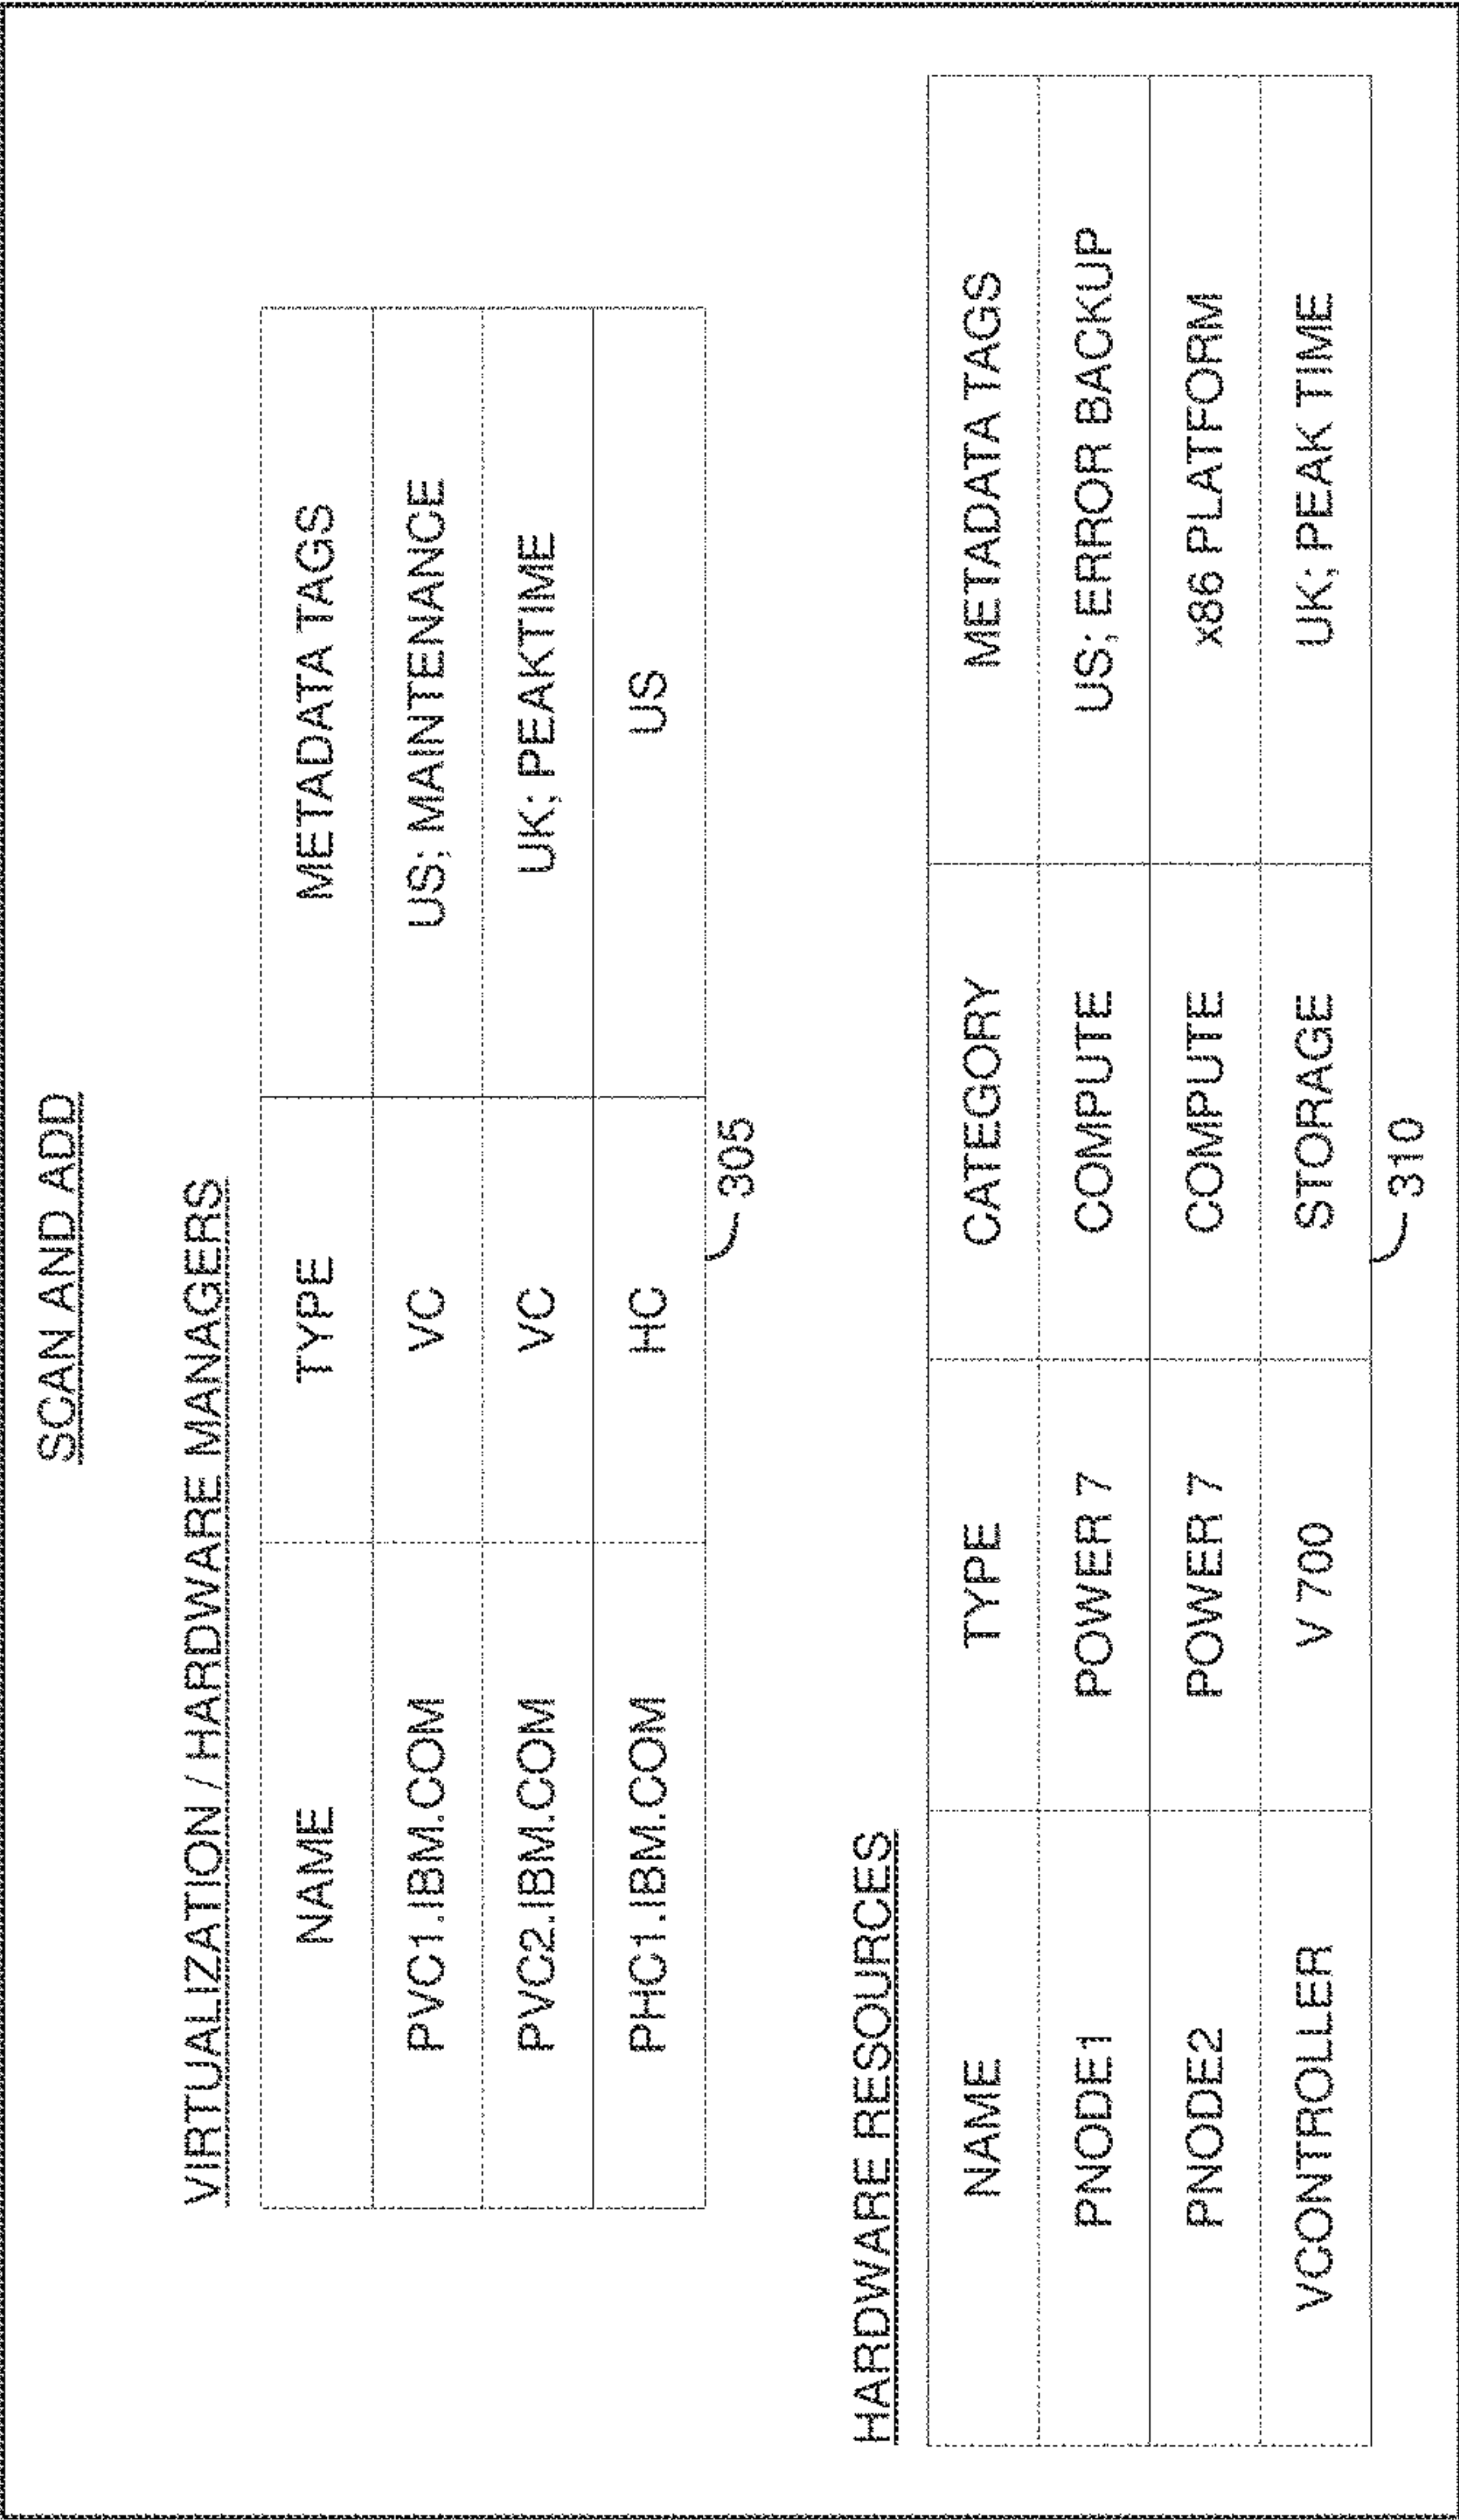 SCAN AND ADD
VIRTUALIZATION / HARDWARE MANAGERS
NAME TYPE METADATA TAGS
PVC1.IBM.COM VC US; MAINTENANCE
PVC2.IBM.COM VC UK; PEAKTIME
PHC1.IBM.COM HC US
305
HARDWARE RESOURCES
NAME TYPE CATEGORY METADATA TAGS
PNODE1 POWER 7 COMPUTE US; ERROR BACKUP
PNODE2 POWER 7 COMPUTE x86 PLATFORM
VCONTROLLER V 700 STORAGE UK; PEAK TIME
310